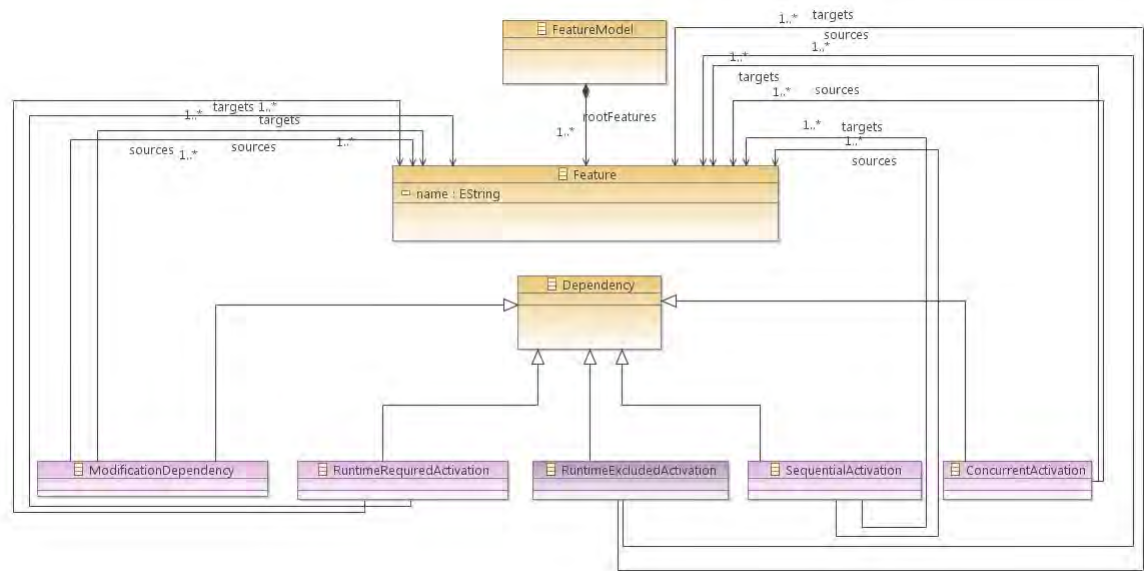 1..* targets
FeatureModel
sources
1..*
1..*
targets 1..*
1..*
targets
rootFeatures
1..*
targets
1..* sources
1..* targets
1..*
sources 1..* sources 1..*
sources
Feature
name : EString
Dependency
ModificationDependency
RuntimeRequiredActivation
RuntimeExcludedActivation
SequentialActivation
ConcurrentActivation